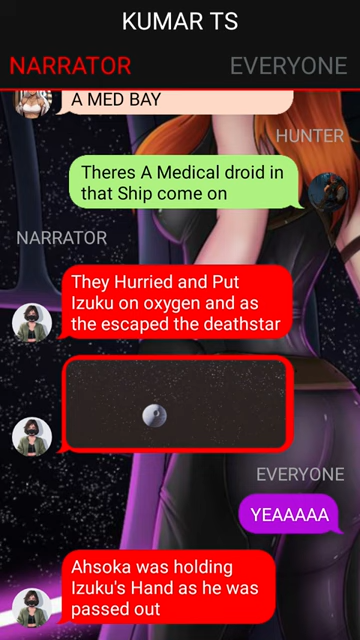 KUMAR TS
NARRATOR
EVERYONE
A MED BAY
HUNTER
Theres A Medical droid in
that Ship come on
NARRATOR
They Hurried and Put
Izuku on oxygen and as
the escaped the deathstar
EVERYONE
YEAAAAA
Ahsoka was holding
Izuku's Hand as he was
passed out